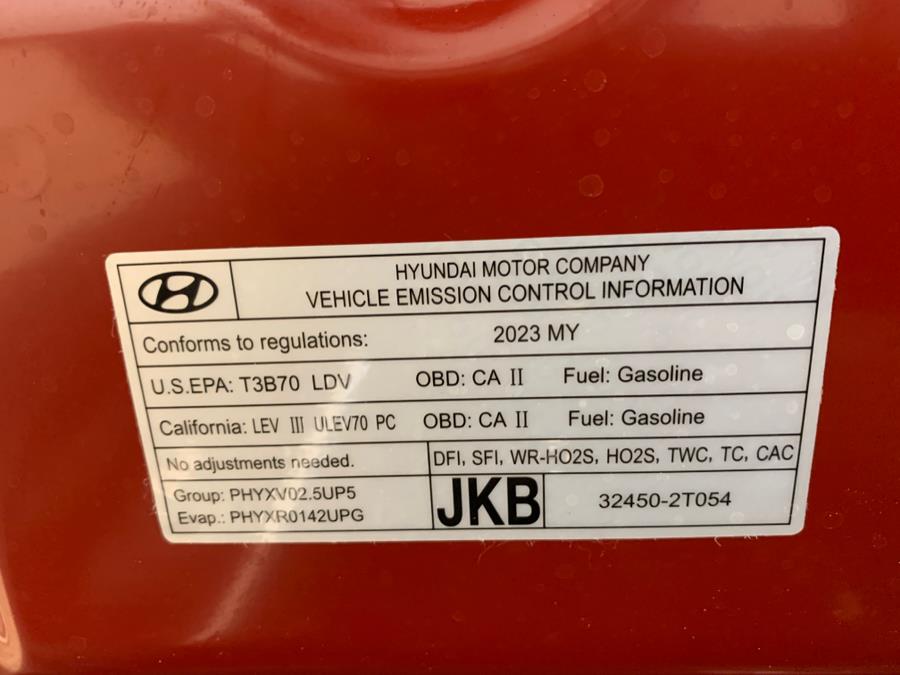 HYUNDAI MOTOR COMPANY
VEHICLE EMISSION CONTROL INFORMATION
Conforms to regulations: 2023 MY
U.S.EPA: T3B70 LDV OBD: CA II Fuel: Gasoline
California: LEV III ULEV70 PC OBD: CA II Fuel: Gasoline
No adjustments needed. DFI, SFI, WR-HO2S, HO2S, TWC, TC, CAC
Group: PHYXV02.5UP5
Evap.: PHYXR0142UPG
JKB 32450-2T054